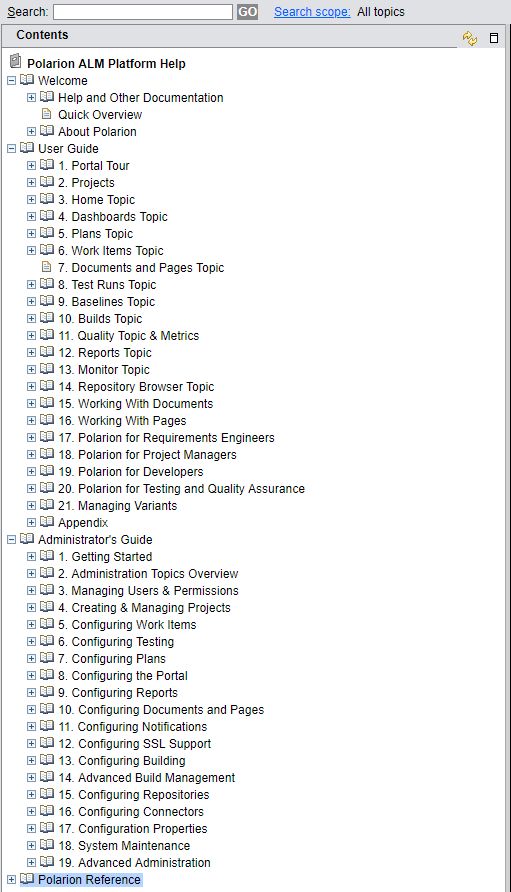 Search: GO Search scope: All topics
Contents
Polarion ALM Platform Help
Welcome
Help and Other Documentation
Quick Overview
About Polarion
User Guide
1. Portal Tour
2. Projects
3. Home Topic
4. Dashboards Topic
5. Plans Topic
6. Work Items Topic
7. Documents and Pages Topic
8. Test Runs Topic
9. Baselines Topic
10. Builds Topic
11. Quality Topic & Metrics
12. Reports Topic
13. Monitor Topic
14. Repository Browser Topic
15. Working With Documents
16. Working With Pages
17. Polarion for Requirements Engineers
18. Polarion for Project Managers
19. Polarion for Developers
20. Polarion for Testing and Quality Assurance
21. Managing Variants
Appendix
Administrator's Guide
1. Getting Started
2. Administration Topics Overview
3. Managing Users & Permissions
4. Creating & Managing Projects
5. Configuring Work Items
6. Configuring Testing
7. Configuring Plans
8. Configuring the Portal
9. Configuring Reports
10. Configuring Documents and Pages
11. Configuring Notifications
12. Configuring SSL Support
13. Configuring Building
14. Advanced Build Management
15. Configuring Repositories
16. Configuring Connectors
17. Configuration Properties
18. System Maintenance
19. Advanced Administration
Polarion Reference